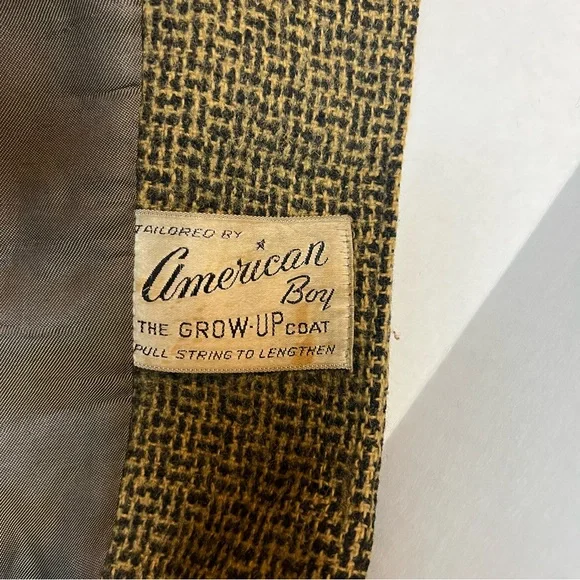 TAILORED BY
American
Boy
THE GROW-UP COAT
PULL STRING TO LENGTHEN